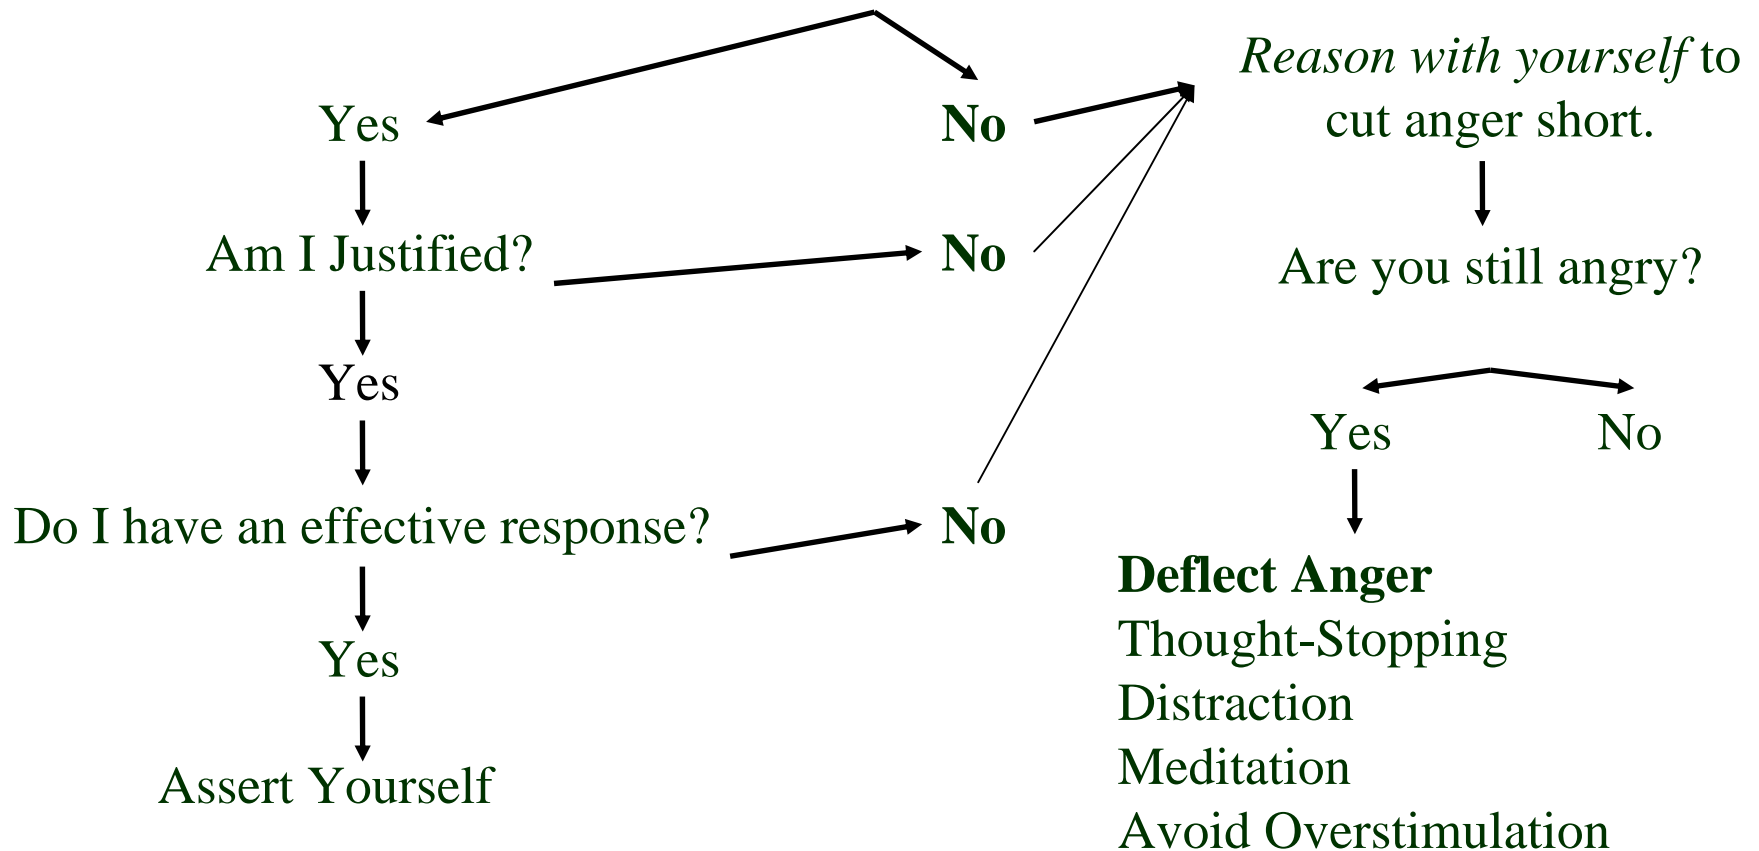 Yes
No
Am I Justified?
No
Yes
Do I have an effective response?
No
Yes
Assert Yourself
Reason with yourself to
cut anger short.
Are you still angry?
Yes
No
Deflect Anger
Thought-Stopping
Distraction
Meditation
Avoid Overstimulation